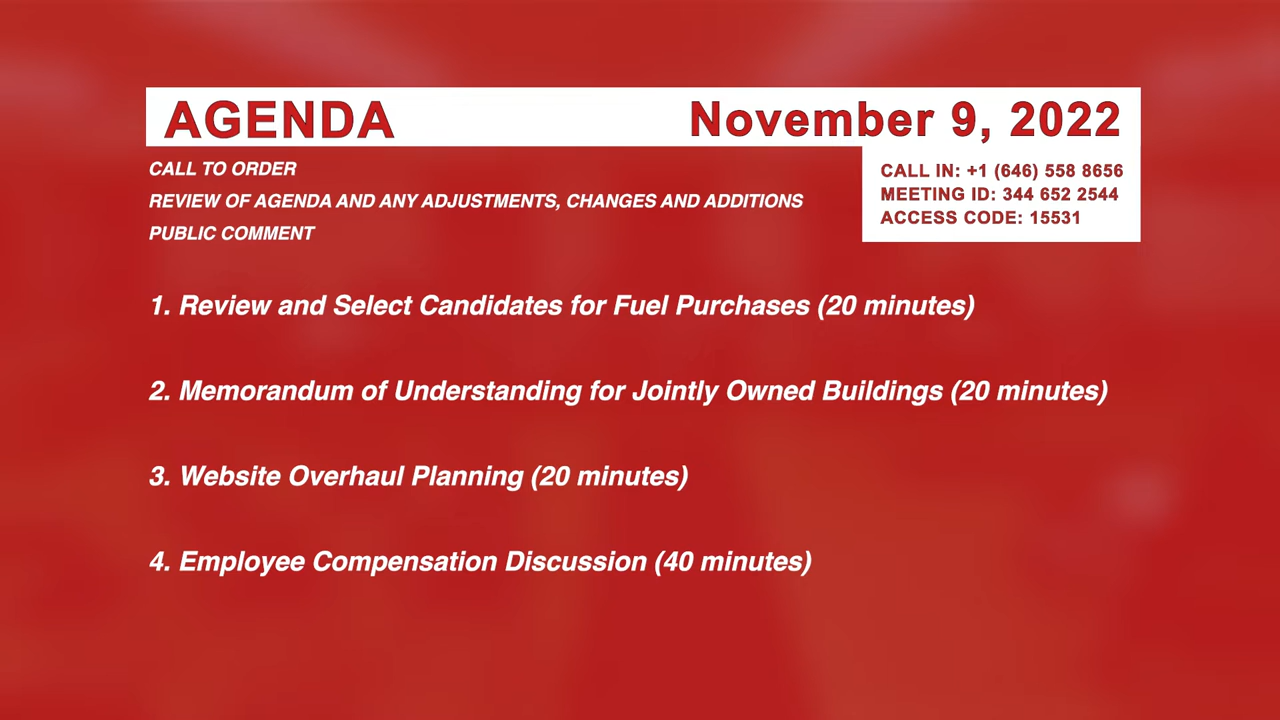 AGENDA
November 9, 2022
CALL TO ORDER
REVIEW OF AGENDA AND ANY ADJUSTMENTS, CHANGES AND ADDITIONS
PUBLIC COMMENT
CALL IN: +1 (646) 558 8656
MEETING ID: 344 652 2544
ACCESS CODE: 15531
1. Review and Select Candidates for Fuel Purchases (20 minutes)
2. Memorandum of Understanding for Jointly Owned Buildings (20 minutes)
3. Website Overhaul Planning (20 minutes)
4. Employee Compensation Discussion (40 minutes)